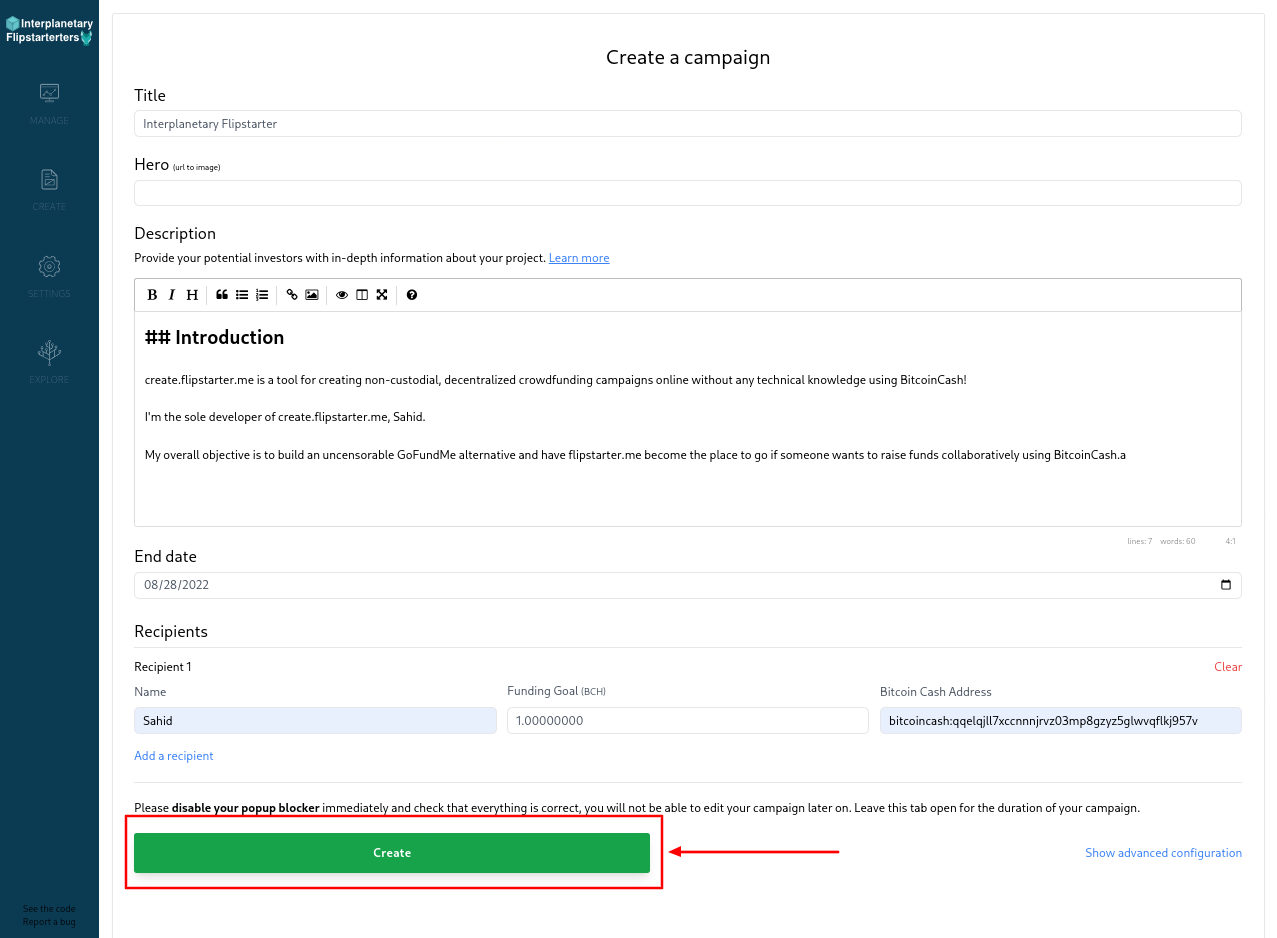 Interplanetary
Flipstarterters
MANAGE
CREATE
SETTINGS
EXPLORE
See the code
Report a bug
Create a campaign
Title
Interplanetary Flipstarter
Hero (url to image)
Description
Provide your potential investors with in-depth information about your project. Learn more
B I H
## Introduction
create.flipstarter.me is a tool for creating non-custodial, decentralized crowdfunding campaigns online without any technical knowledge using BitcoinCash!
I'm the sole developer of create.flipstarter.me, Sahid.
My overall objective is to build an uncensorable GoFundMe alternative and have flipstarter.me become the place to go if someone wants to raise funds collaboratively using BitcoinCash.a
lines: 7 words: 60 4:1
End date
08/28/2022
Recipients
Recipient 1 Clear
Name Funding Goal (BCH) Bitcoin Cash Address
Sahid 1.00000000 bitcoincash:qqelqjll7xccnnnjrvz03mp8gzyz5glwvqflkj957v
Add a recipient
Please disable your popup blocker immediately and check that everything is correct, you will not be able to edit your campaign later on. Leave this tab open for the duration of your campaign.
Create Show advanced configuration